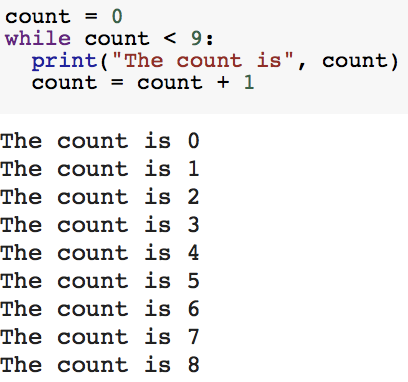 count = 0
while count < 9:
  print("The count is", count)
  count = count + 1
The count is 0
The count is 1
The count is 2
The count is 3
The count is 4
The count is 5
The count is 6
The count is 7
The count is 8